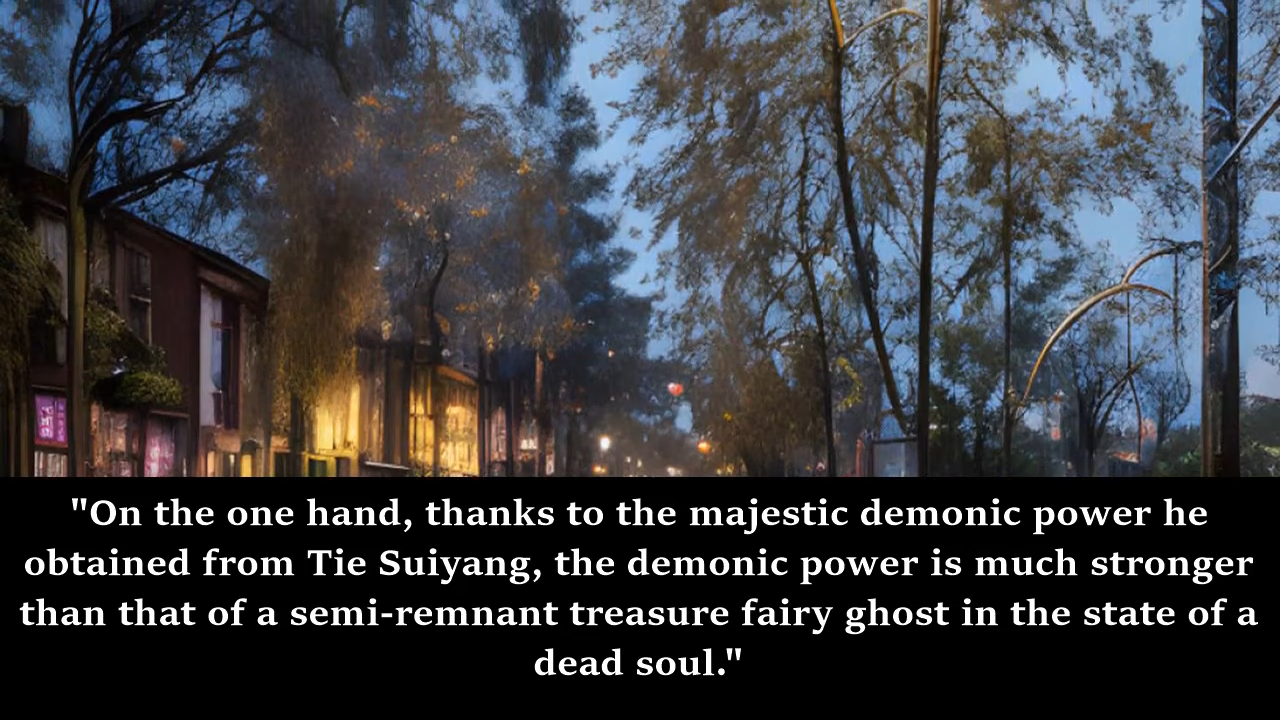 "On the one hand, thanks to the majestic demonic power he
obtained from Tie Suiyang, the demonic power is much stronger
than that of a semi-remnant treasure fairy ghost in the state of a
dead soul."